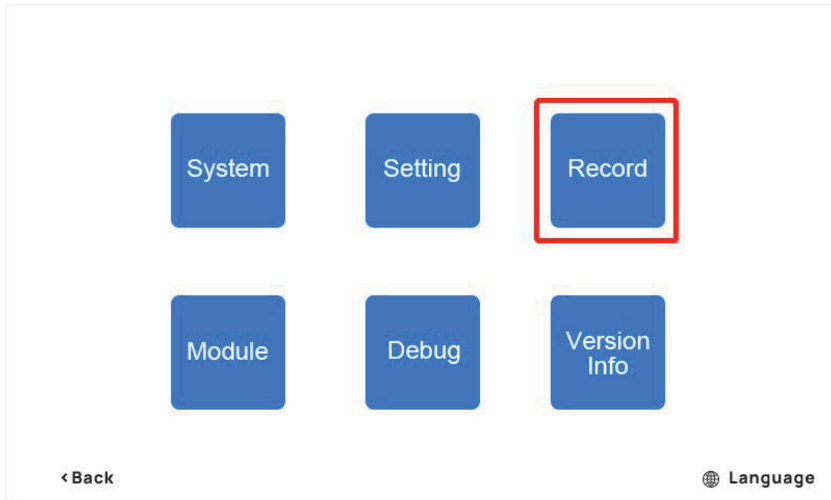 System
Setting
Record
Module
Debug
Version
Info
<Back
Language